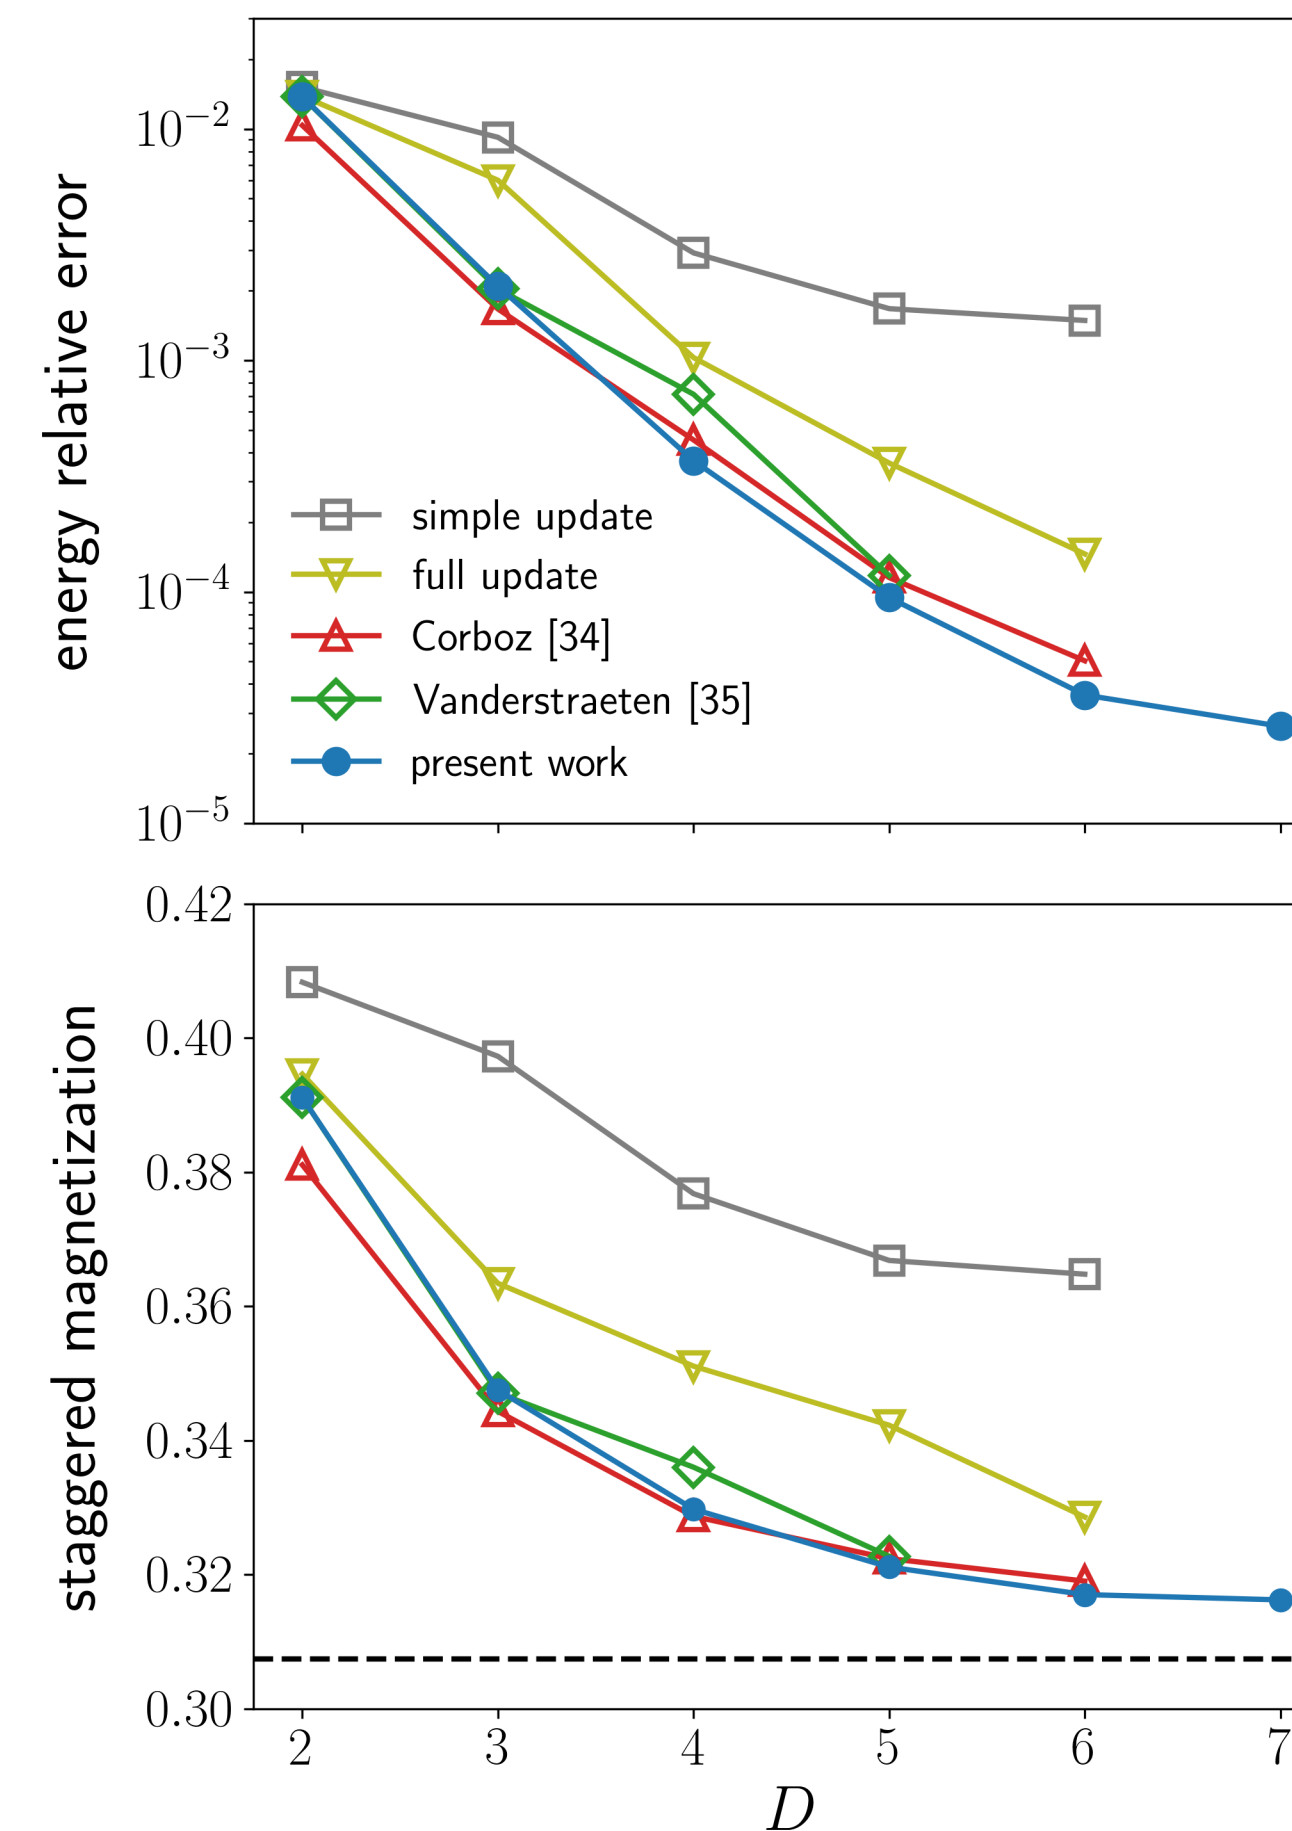 energy relative error
10⁻²
10⁻³
10⁻⁴
10⁻⁵
simple update
full update
Corboz [34]
Vanderstraeten [35]
present work
staggered magnetization
0.42
0.40
0.38
0.36
0.34
0.32
0.30
2 3 4 5 6 7
D